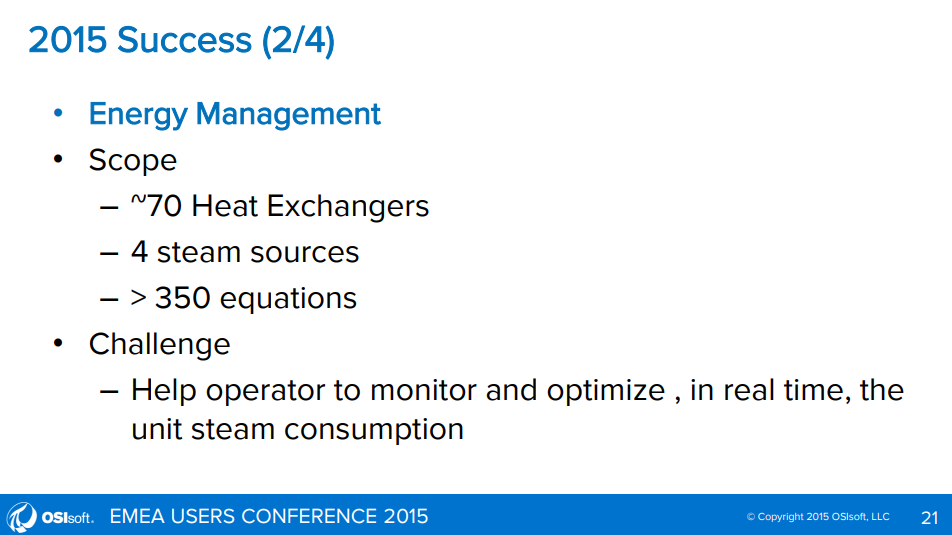 2015 Success (2/4)
• Energy Management
• Scope
– ~70 Heat Exchangers
– 4 steam sources
– > 350 equations
• Challenge
– Help operator to monitor and optimize , in real time, the
unit steam consumption
OSIsoft. EMEA USERS CONFERENCE 2015
© Copyright 2015 OSIsoft, LLC
21